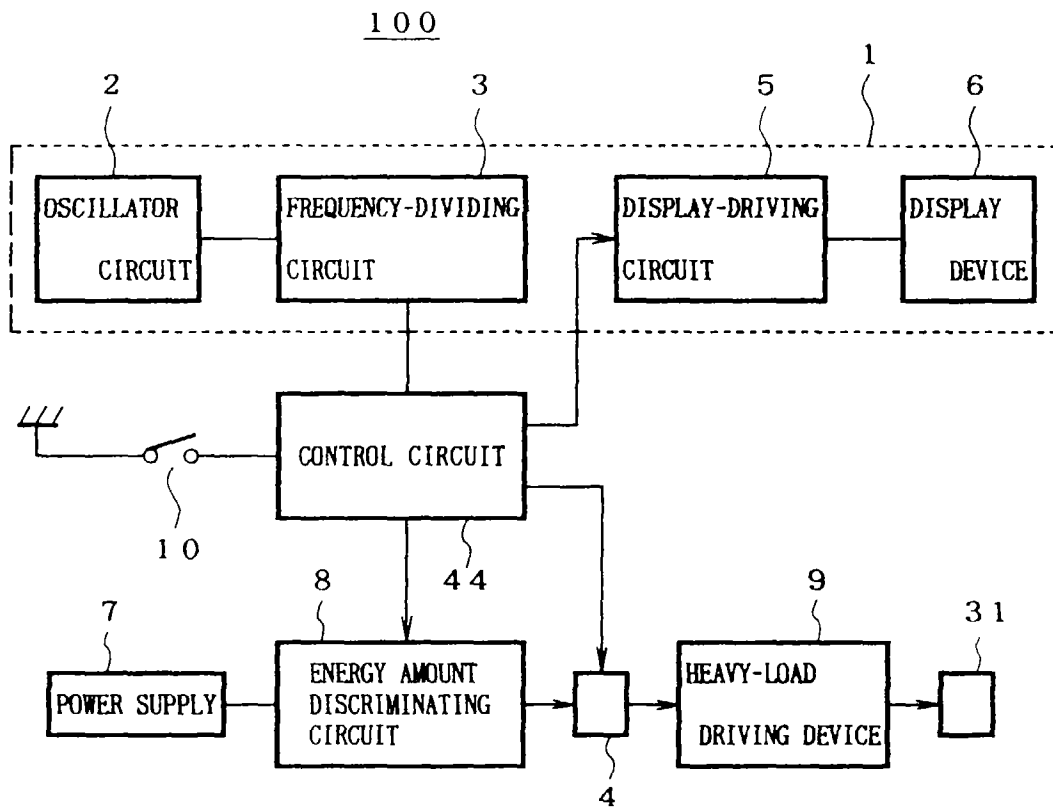 100
1
2
3
5
6
OSCILLATOR
CIRCUIT
FREQUENCY-DIVIDING
CIRCUIT
DISPLAY-DRIVING
CIRCUIT
DISPLAY
DEVICE
CONTROL CIRCUIT
10
44
7
8
9
31
POWER SUPPLY
ENERGY AMOUNT
DISCRIMINATING
CIRCUIT
HEAVY-LOAD
DRIVING DEVICE
4